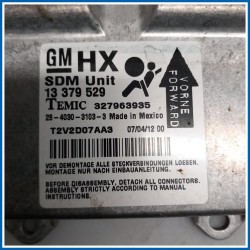 GM HX
SDM Unit
13 379 529
TEMIC 327963935
28-4030-3103-3 Made in Mexico
T2V2D07AA3 07/04/12 00
VORNE
FORWARD
VOR DEMONTAGE ALLE STECKVERBINDUNGEN LOESEN.
MONTAGE NUR NACH EINBAUANLEITUNG.
BEFORE DISASSEMBLY, DETACH ALL CONNECTORS.
ASSEMBLY STRICTLY ACCORDING TO MANUAL